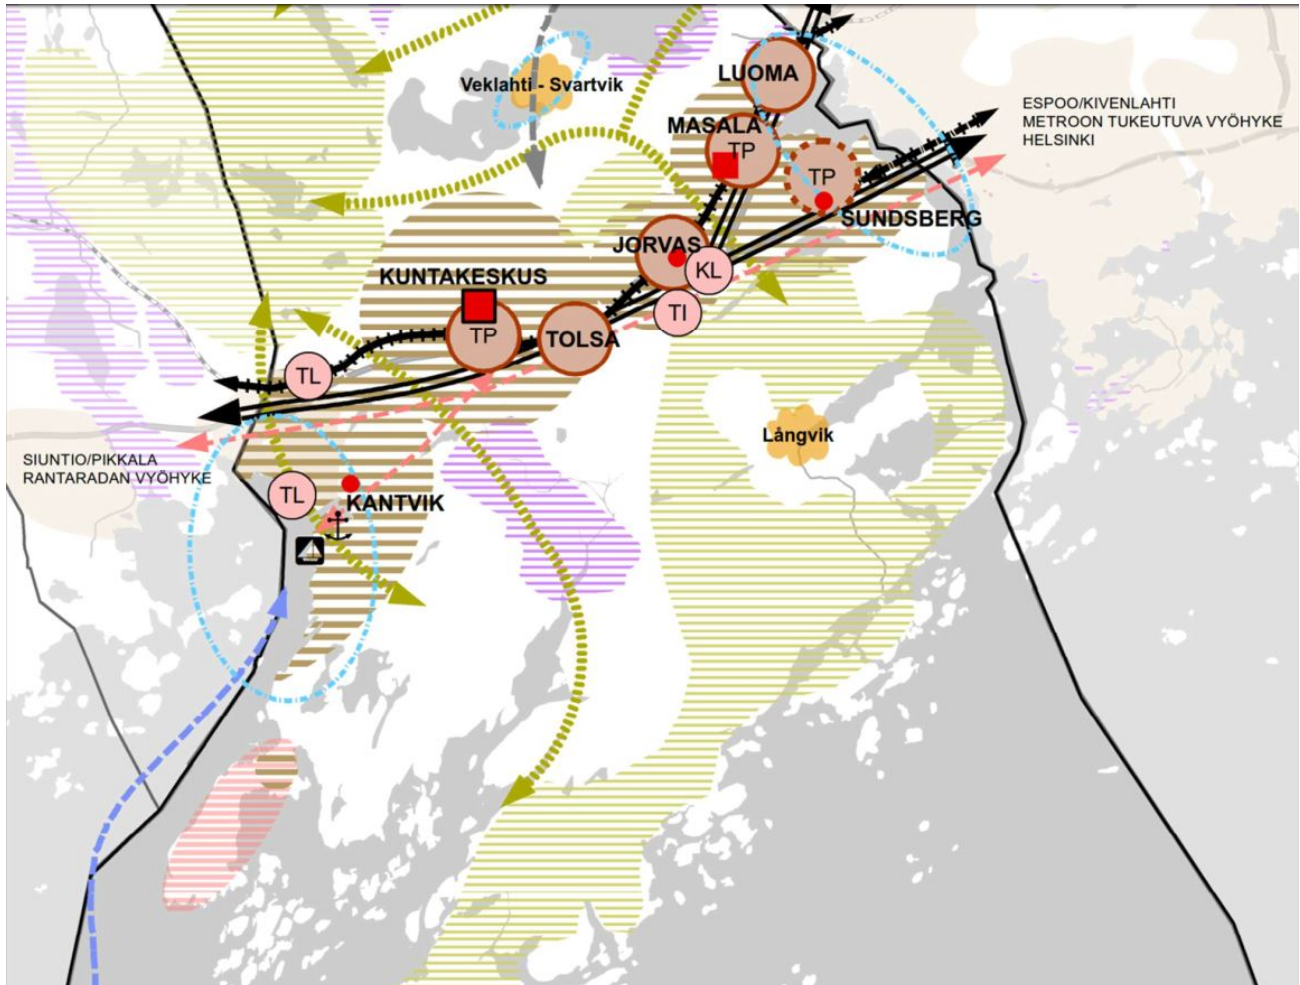 LUOMA
Veklahti - Svartvik
ESPOO/KIVENLAHTI
METROON TUKEUTUVA VYÖHYKE
HELSINKI
MASALA
TP
TP
SUNDSBERG
JORVAS
KL
KUNTAKESKUS
TI
TP
TOLSA
TL
Långvik
SIUNTIO/PIKKALA
RANTARADAN VYÖHYKE
TL
KANTVIK